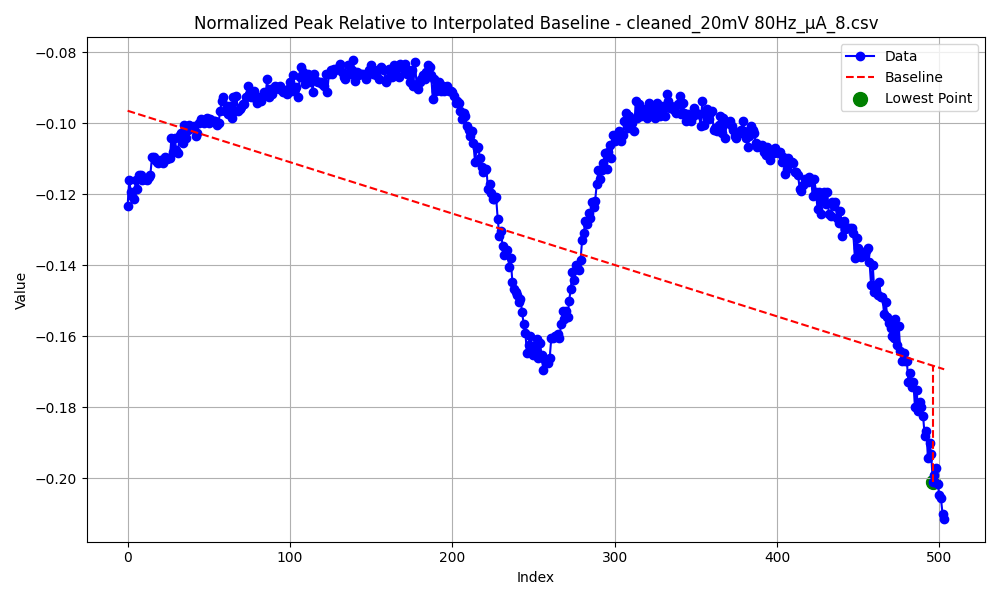 Normalized Peak Relative to Interpolated Baseline - cleaned_20mV 80Hz_μA_8.csv
Data
Baseline
Lowest Point
−0.08
−0.10
−0.12
−0.14
−0.16
−0.18
−0.20
Value
0
100
200
300
400
500
Index